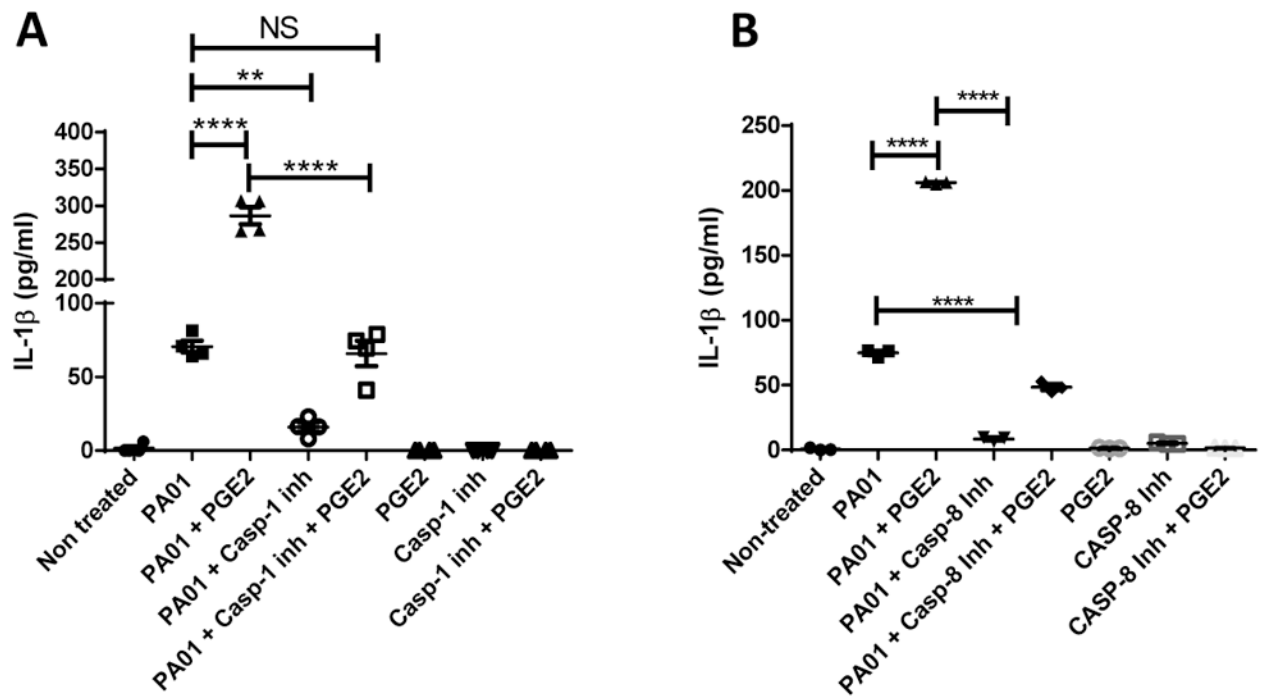 A
NS
**
****
****
400
350
300
250
200
100
50
0
IL-1β (pg/ml)
Non treated
PA01
PA01 + PGE2
PA01 + Casp-1 inh
PA01 + Casp-1 inh + PGE2
PGE2
Casp-1 inh
Casp-1 inh + PGE2
B
****
****
****
250
200
150
100
50
0
IL-1β (pg/ml)
Non-treated
PA01
PA01 + PGE2
PA01 + Casp-8 Inh
PA01 + Casp-8 Inh + PGE2
PGE2
CASP-8 Inh
CASP-8 Inh + PGE2